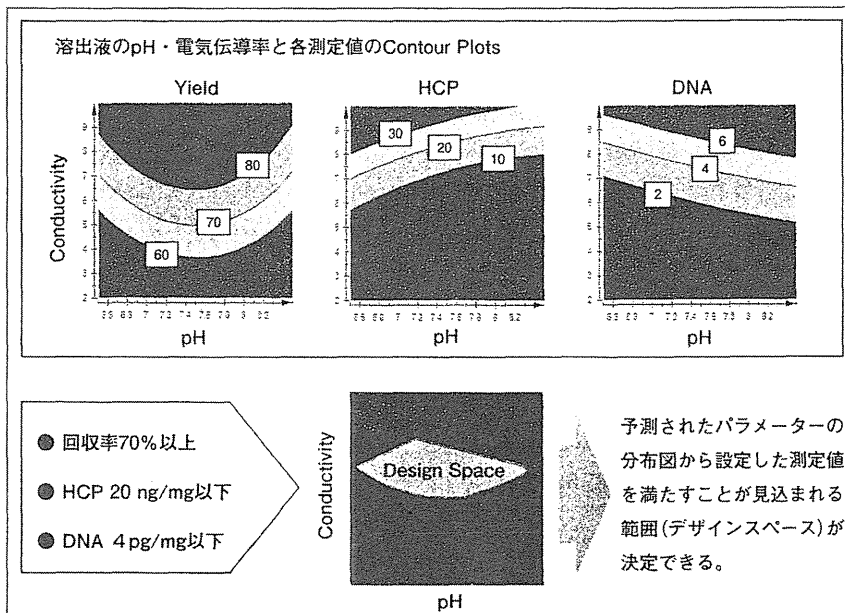 溶出液のpH・電気伝導率と各測定値のContour Plots
Yield
HCP
DNA
80
70
60
30
20
10
6
4
2
Conductivity
pH
pH
pH
● 回収率70%以上
● HCP 20 ng/mg以下
● DNA 4pg/mg以下
Conductivity
Design Space
pH
予測されたパラメーターの
分布図から設定した測定値
を満たすことが見込まれる
範囲(デザインスペース)が
決定できる。